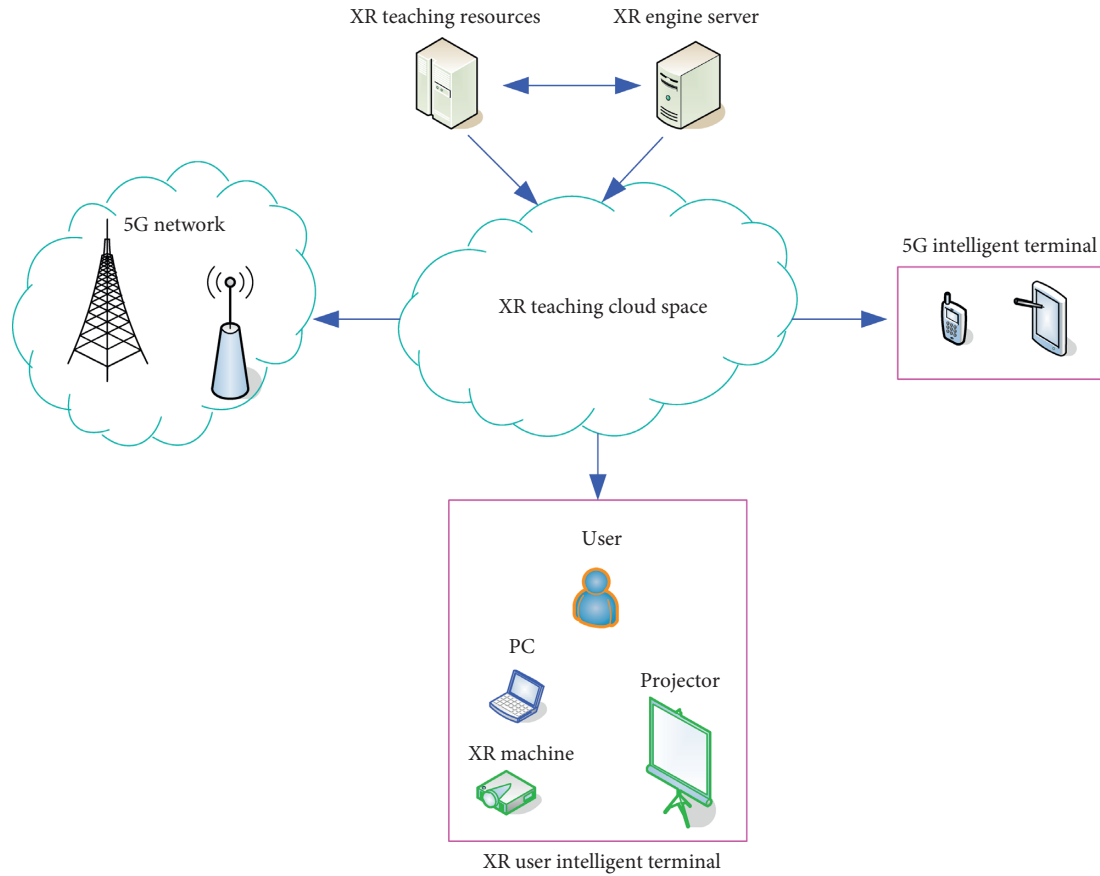 XR teaching resources
XR engine server
5G network
XR teaching cloud space
5G intelligent terminal
User
PC
Projector
XR machine
XR user intelligent terminal